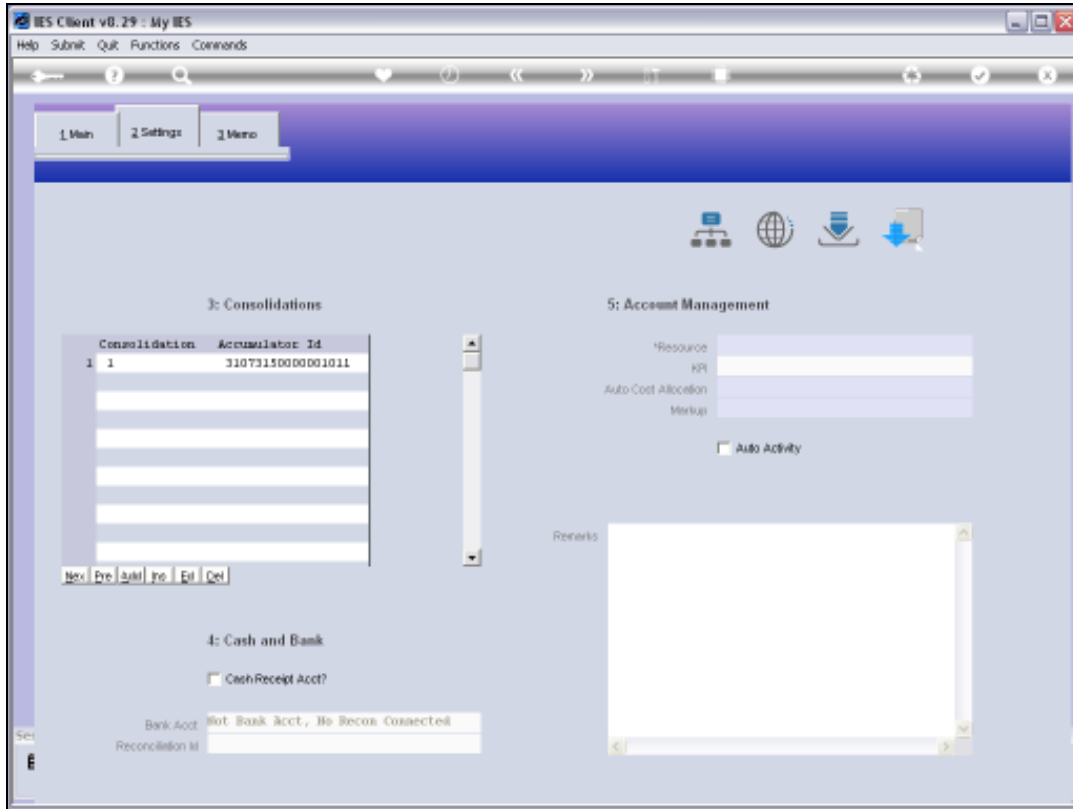 IES Client v8.29 : My IES
Help Submit Quit Functions Commands
1 Main 2 Settings 3 Memo
3: Consolidations
Consolidation Accumulator Id
1 1 31073150000001011
Nex Pre Add Ins Ed Del
4: Cash and Bank
Cash Receipt Acct?
Bank Acct Not Bank Acct, No Recon Connected
Reconciliation Id
5: Account Management
*Resource
KPI
Auto Cost Allocation
Markup
Auto Activity
Remarks